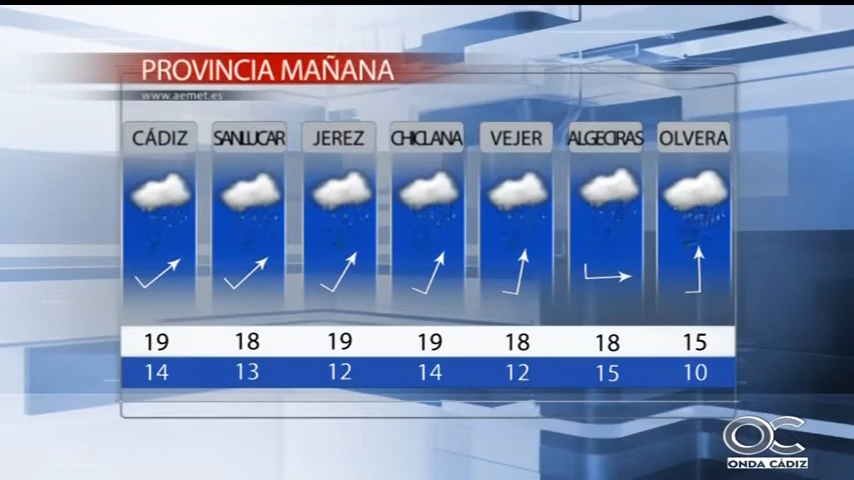 PROVINCIA MAÑANA
www.aemet.es
CÁDIZ SANLUCAR JEREZ CHICLANA VEJER ALGECIRAS OLVERA
19 18 19 19 18 18 15
14 13 12 14 12 15 10
OC
ONDA CÁDIZ